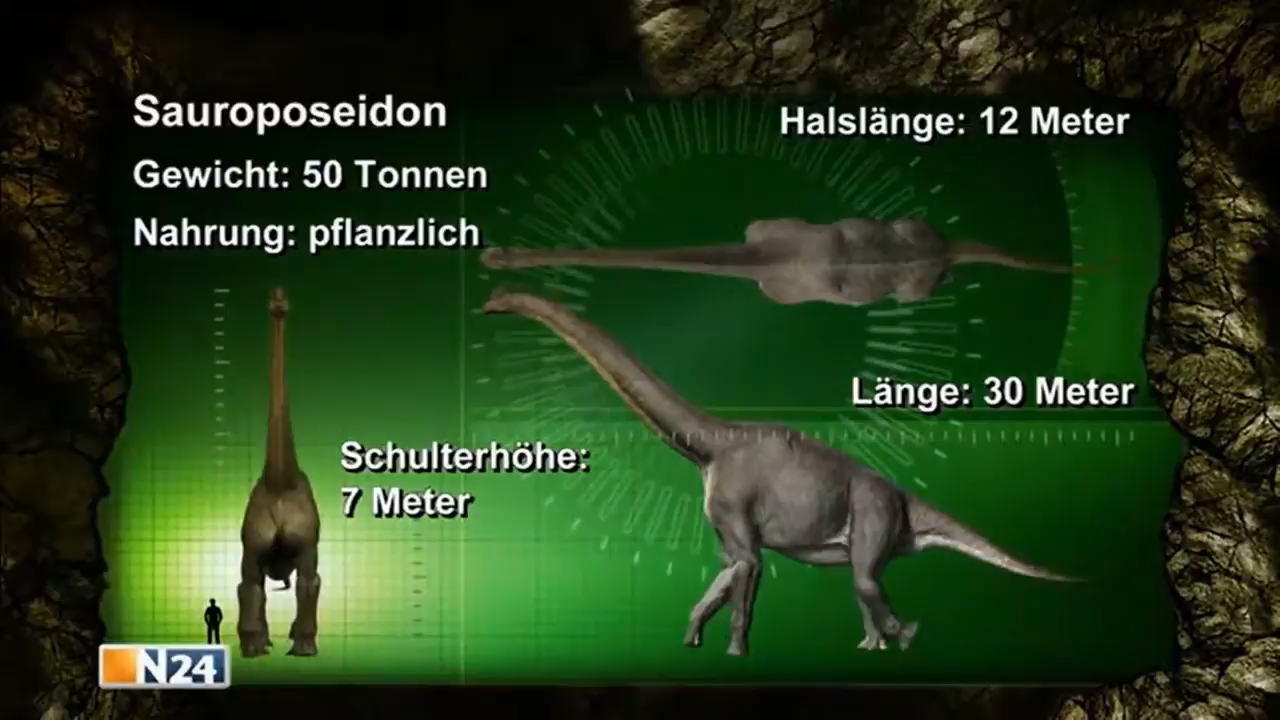 Sauroposeidon
Gewicht: 50 Tonnen
Nahrung: pflanzlich
Halslänge: 12 Meter
Länge: 30 Meter
Schulterhöhe:
7 Meter
N24